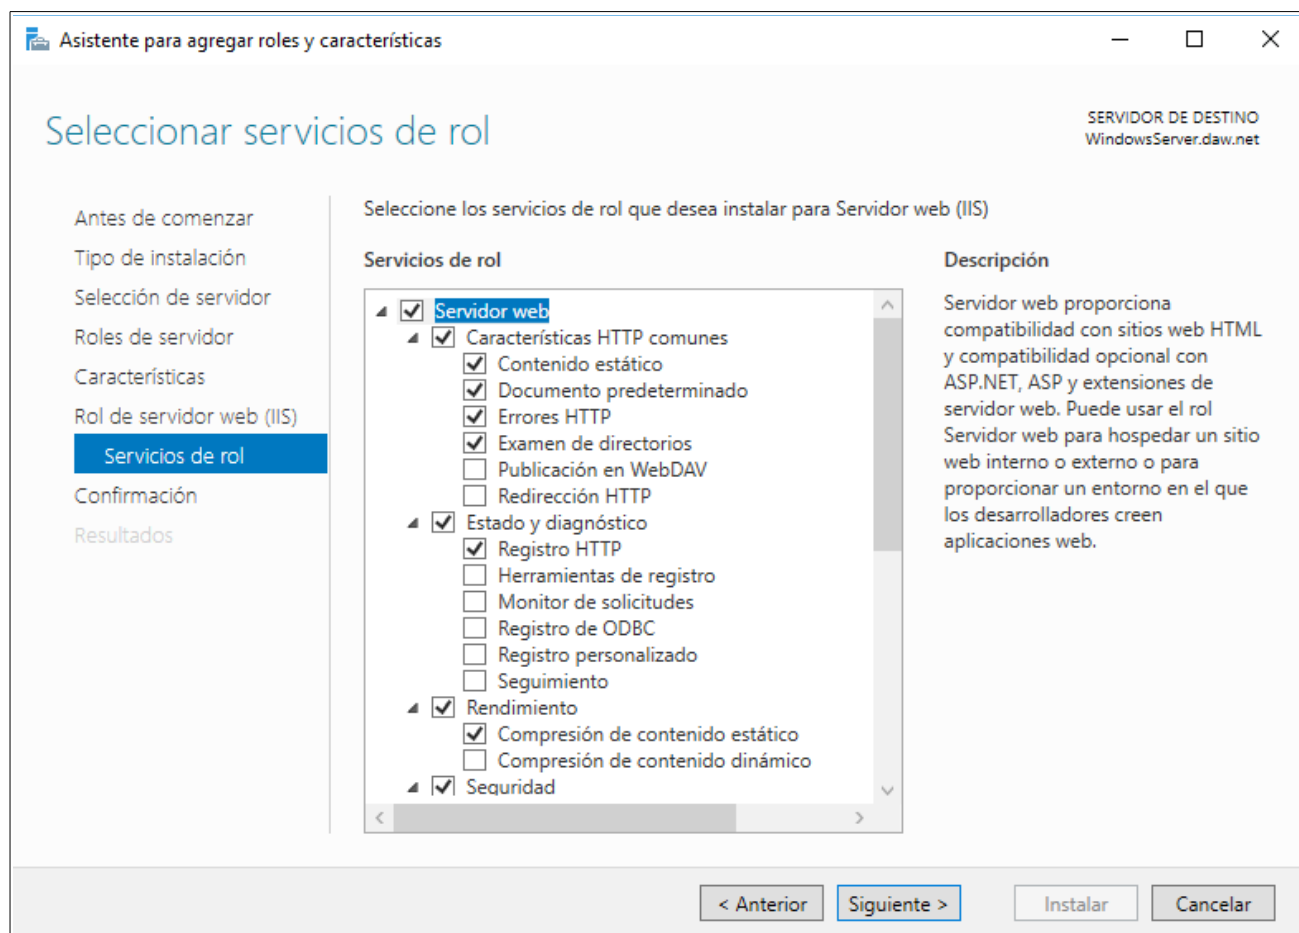 Asistente para agregar roles y características
Seleccionar servicios de rol
SERVIDOR DE DESTINO
WindowsServer.daw.net
Antes de comenzar
Tipo de instalación
Selección de servidor
Roles de servidor
Características
Rol de servidor web (IIS)
Servicios de rol
Confirmación
Resultados
Seleccione los servicios de rol que desea instalar para Servidor web (IIS)
Servicios de rol
Servidor web
Características HTTP comunes
Contenido estático
Documento predeterminado
Errores HTTP
Examen de directorios
Publicación en WebDAV
Redirección HTTP
Estado y diagnóstico
Registro HTTP
Herramientas de registro
Monitor de solicitudes
Registro de ODBC
Registro personalizado
Seguimiento
Rendimiento
Compresión de contenido estático
Compresión de contenido dinámico
Seguridad
Descripción
Servidor web proporciona
compatibilidad con sitios web HTML
y compatibilidad opcional con
ASP.NET, ASP y extensiones de
servidor web. Puede usar el rol
Servidor web para hospedar un sitio
web interno o externo o para
proporcionar un entorno en el que
los desarrolladores creen
aplicaciones web.
< Anterior
Siguiente >
Instalar
Cancelar